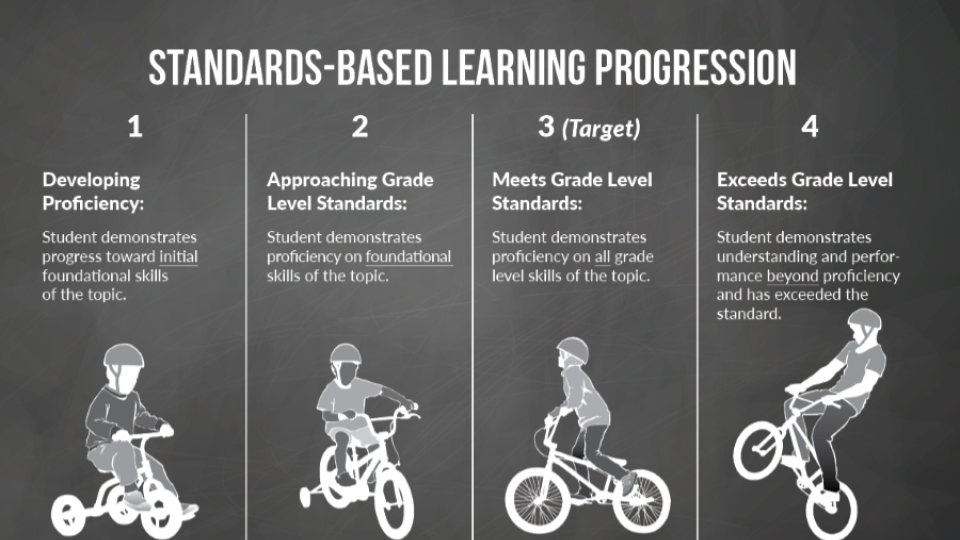 STANDARDS-BASED LEARNING PROGRESSION
1
Developing
Proficiency:
Student demonstrates
progress toward initial
foundational skills
of the topic.
2
Approaching Grade
Level Standards:
Student demonstrates
proficiency on foundational
skills of the topic.
3 (Target)
Meets Grade Level
Standards:
Student demonstrates
proficiency on all grade
level skills of the topic.
4
Exceeds Grade Level
Standards:
Student demonstrates
understanding and perfor-
mance beyond proficiency
and has exceeded the
standard.